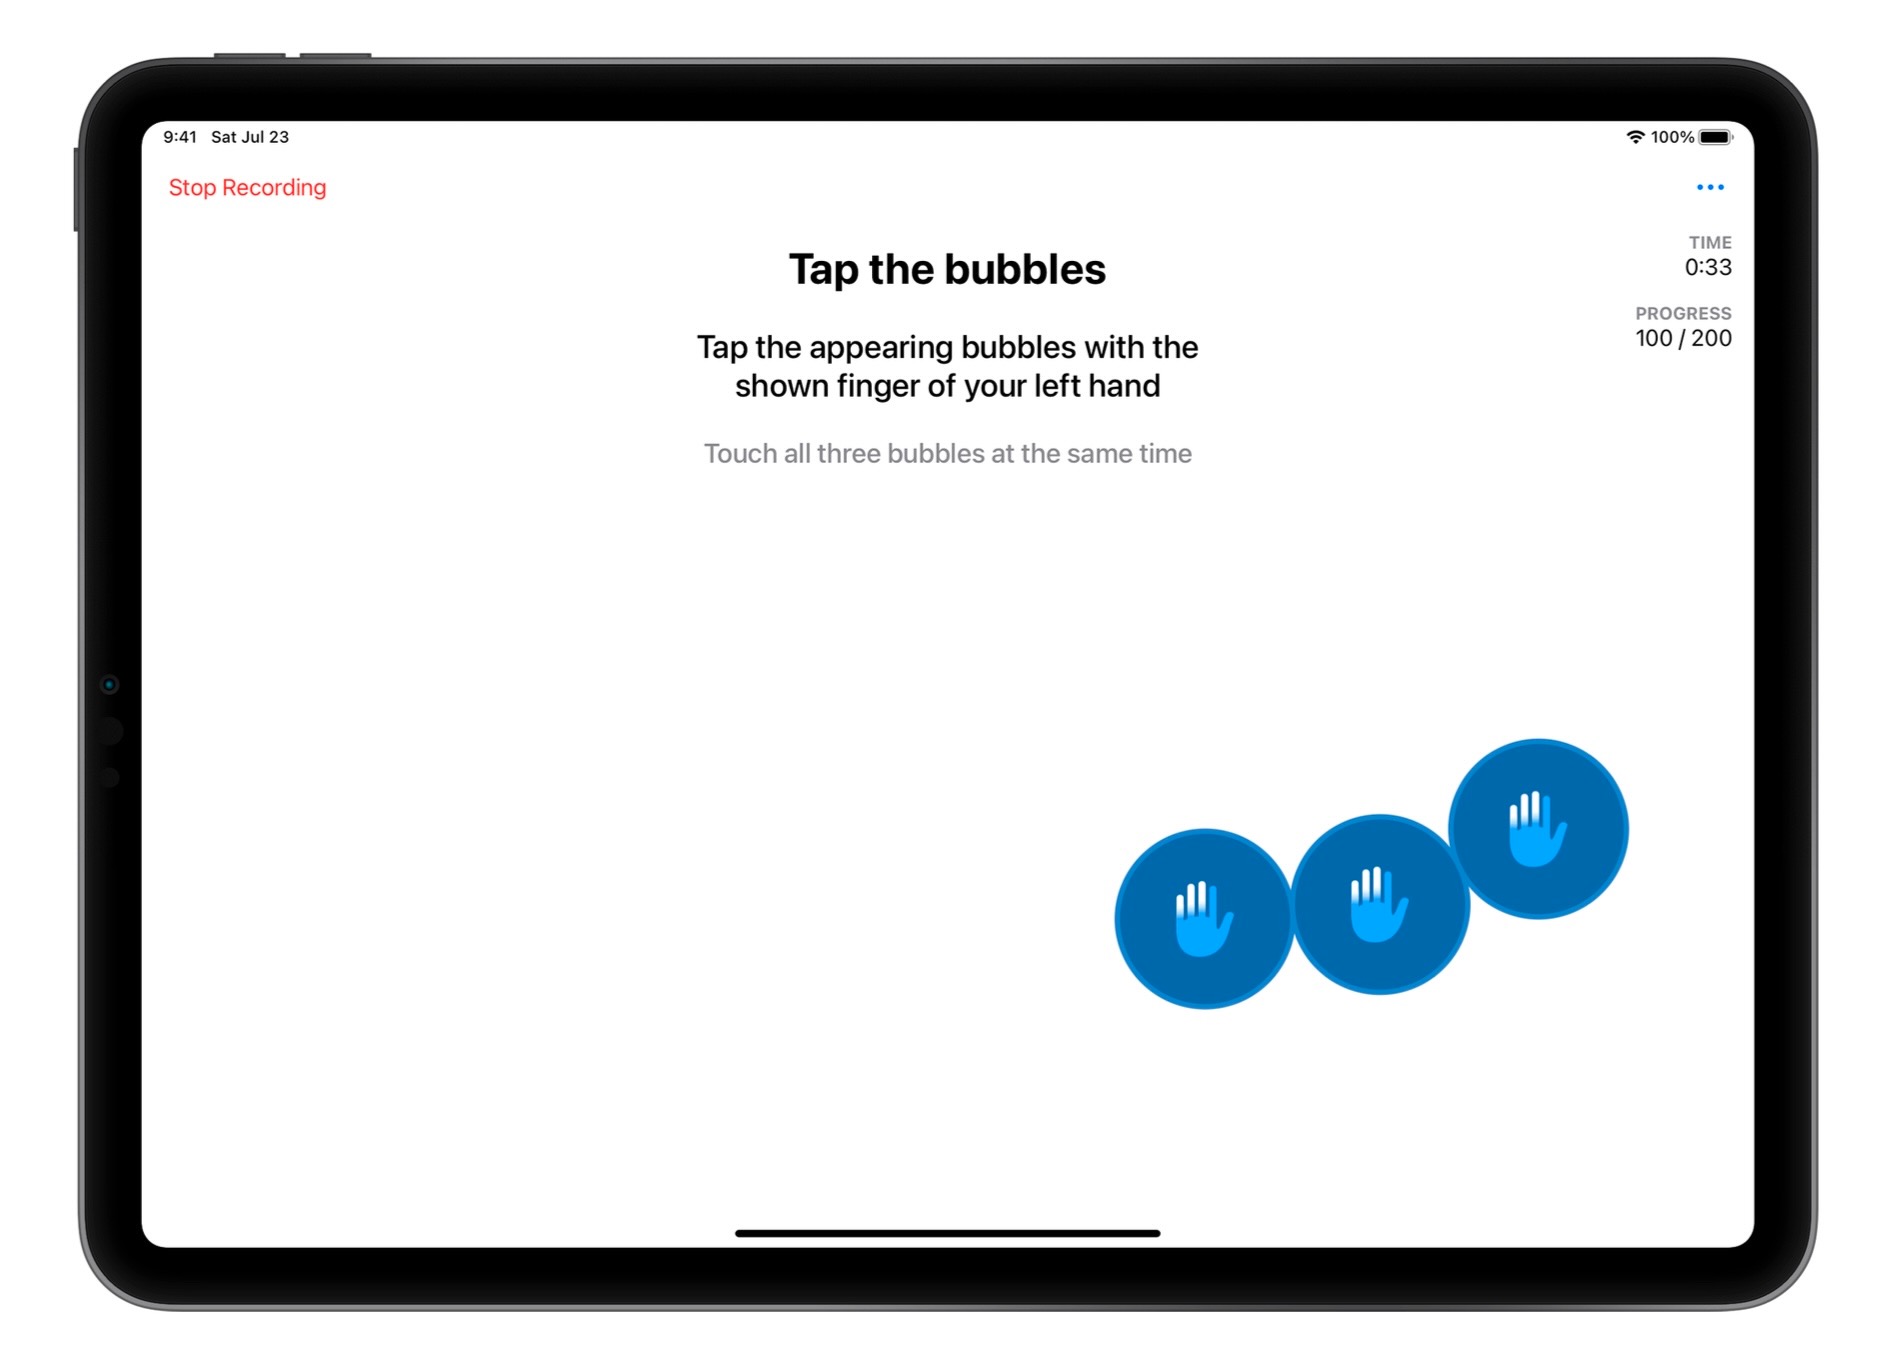 9:41 Sat Jul 23
100%
Stop Recording
TIME
0:33
Tap the bubbles
PROGRESS
100 / 200
Tap the appearing bubbles with the
shown finger of your left hand
Touch all three bubbles at the same time